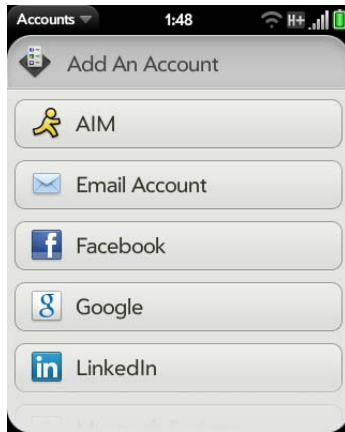 Accounts 1:48 H+
Add An Account
AIM
Email Account
Facebook
Google
LinkedIn